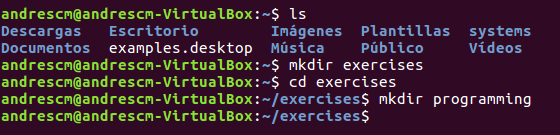 andrescm@andrescm-VirtualBox:~$ ls
Descargas Escritorio Imágenes Plantillas systems
Documentos examples.desktop Música Público Vídeos
andrescm@andrescm-VirtualBox:~$ mkdir exercises
andrescm@andrescm-VirtualBox:~$ cd exercises
andrescm@andrescm-VirtualBox:~/exercises$ mkdir programming
andrescm@andrescm-VirtualBox:~/exercises$